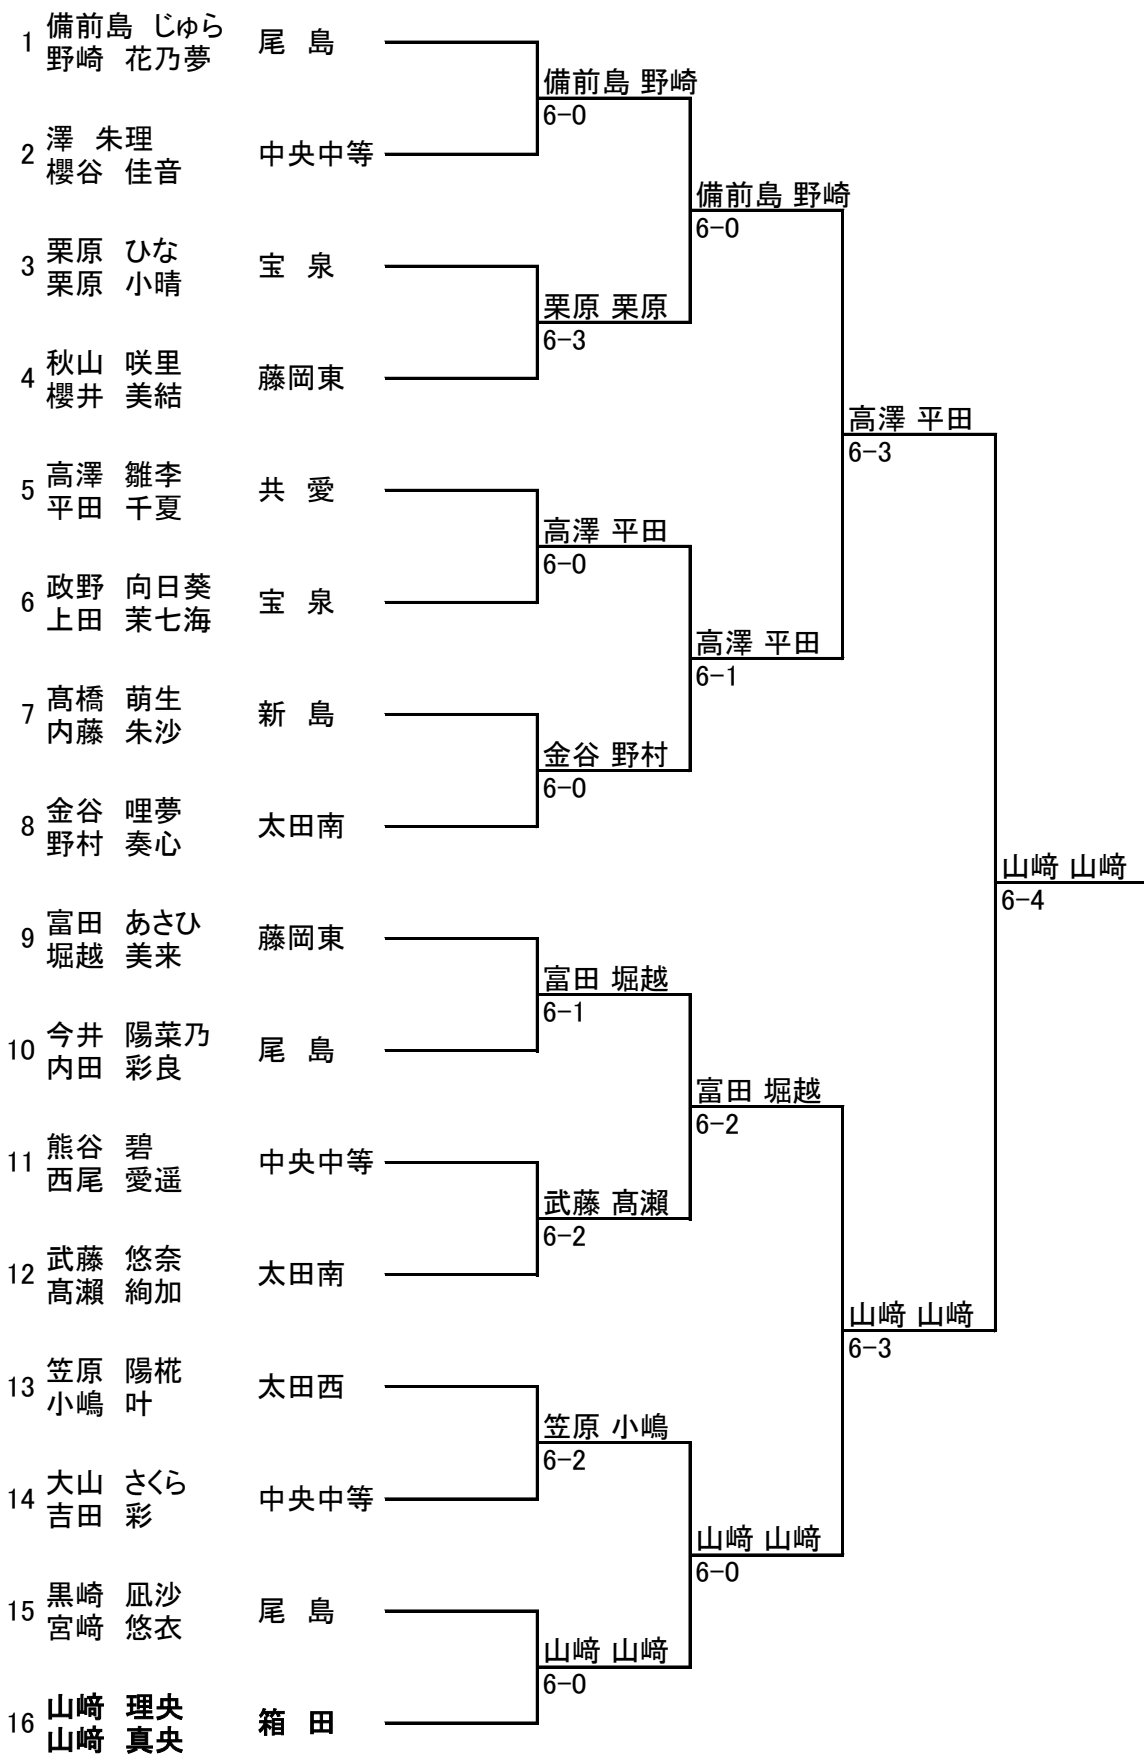 備前島 じゅら
1 野崎 花乃夢 尾 島
備前島 野崎
6-0
澤 朱理
2 櫻谷 佳音 中央中等
備前島 野崎
6-0
栗原 ひな
3 栗原 小晴 宝 泉
栗原 栗原
6-3
秋山 咲里
4 櫻井 美結 藤岡東
高澤 平田
6-3
高澤 雛李
5 平田 千夏 共 愛
高澤 平田
6-0
政野 向日葵
6 上田 茉七海 宝 泉
高澤 平田
6-1
髙橋 萌生
7 内藤 朱沙 新 島
金谷 野村
6-0
金谷 哩夢
8 野村 奏心 太田南
山﨑 山﨑
6-4
富田 あさひ
9 堀越 美来 藤岡東
富田 堀越
6-1
今井 陽菜乃
10 内田 彩良 尾 島
富田 堀越
6-2
熊谷 碧
11 西尾 愛遥 中央中等
武藤 髙瀬
6-2
武藤 悠奈
12 髙瀬 絢加 太田南
山﨑 山﨑
6-3
笠原 陽椛
13 小嶋 叶 太田西
笠原 小嶋
6-2
大山 さくら
14 吉田 彩 中央中等
山﨑 山﨑
6-0
黒崎 凪沙
15 宮﨑 悠衣 尾 島
山﨑 山﨑
6-0
山﨑 理央
16 山﨑 真央 箱 田